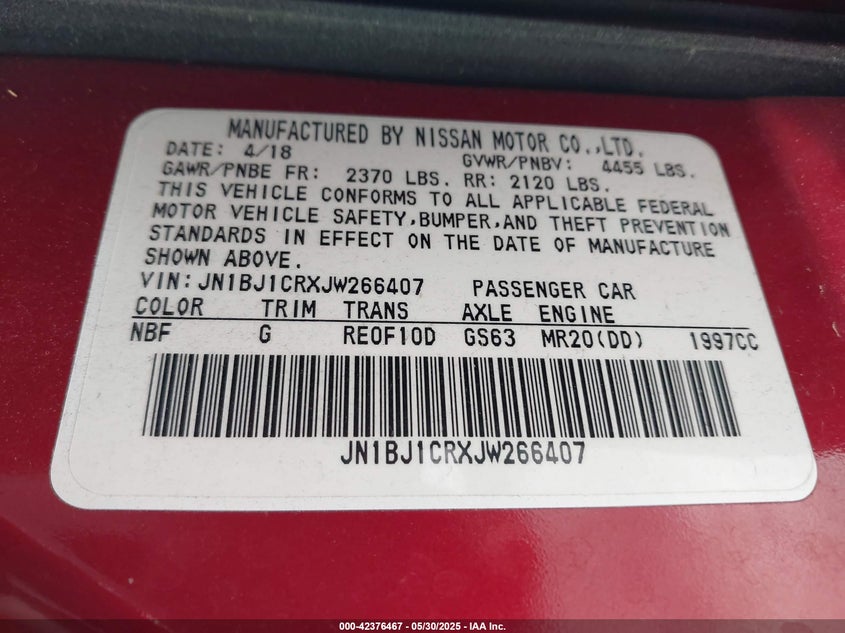 MANUFACTURED BY NISSAN MOTOR CO.,LTD.
DATE: 4/18 GVWR/PNBV: 4455 LBS.
GAWR/PNBE FR: 2370 LBS. RR: 2120 LBS.
THIS VEHICLE CONFORMS TO ALL APPLICABLE FEDERAL
MOTOR VEHICLE SAFETY,BUMPER,AND THEFT PREVENTION
STANDARDS IN EFFECT ON THE DATE OF MANUFACTURE
SHOWN ABOVE.
VIN:JN1BJ1CRXJW266407 PASSENGER CAR
COLOR TRIM TRANS AXLE ENGINE
NBF G RE0F10D GS63 MR20(DD) 1997CC
JN1BJ1CRXJW266407
000-42376467 — 05/30/2025 — IAA Inc.